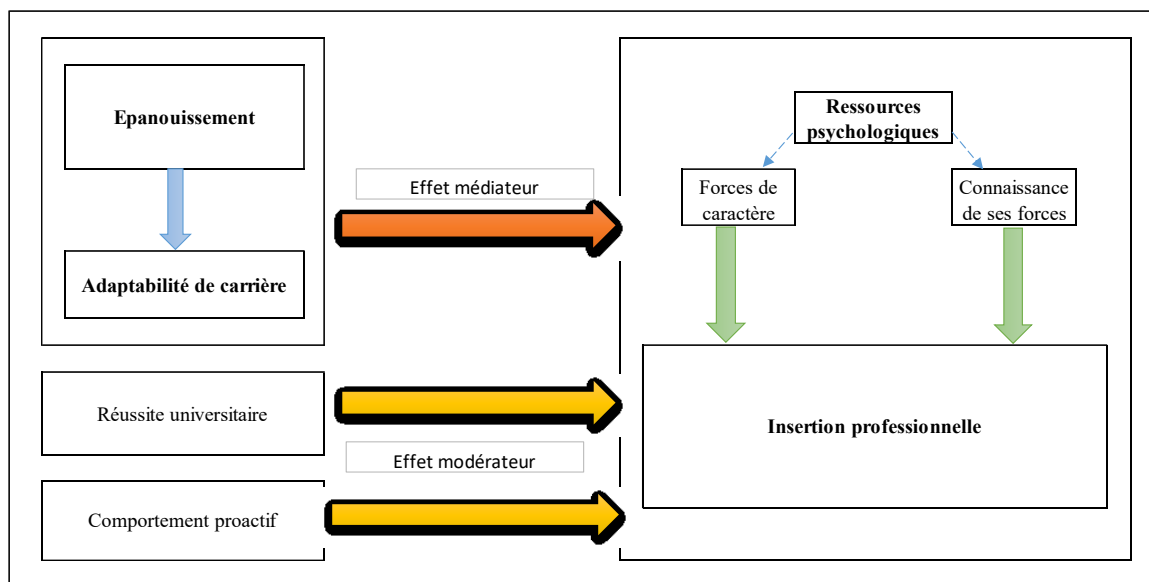 Epanouissement
Adaptabilité de carrière
Effet médiateur
Ressources
psychologiques
Forces de
caractère
Connaissance
de ses forces
Réussite universitaire
Effet modérateur
Comportement proactif
Insertion professionnelle